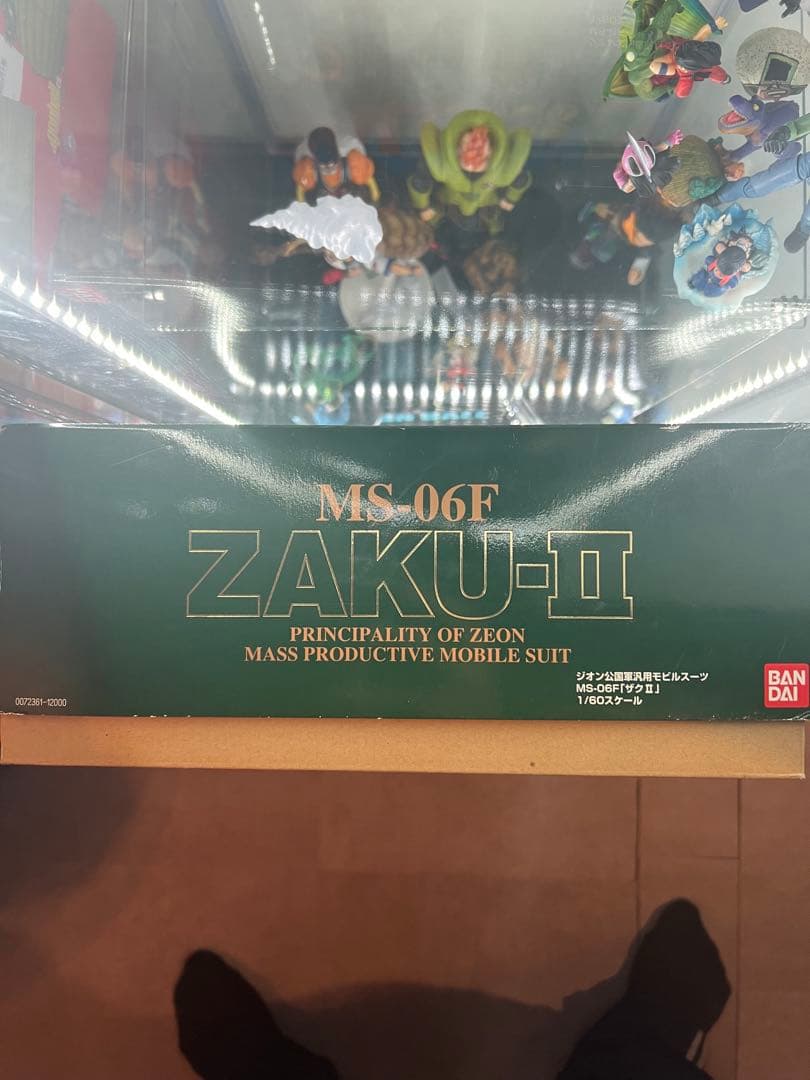 MS-06F
ZAKU-II
PRINCIPALITY OF ZEON
MASS PRODUCTIVE MOBILE SUIT
ジオン公国軍汎用モビルスーツ
MS-06F「ザクⅡ」
1/60スケール
BAN
DAI
0072361-12000